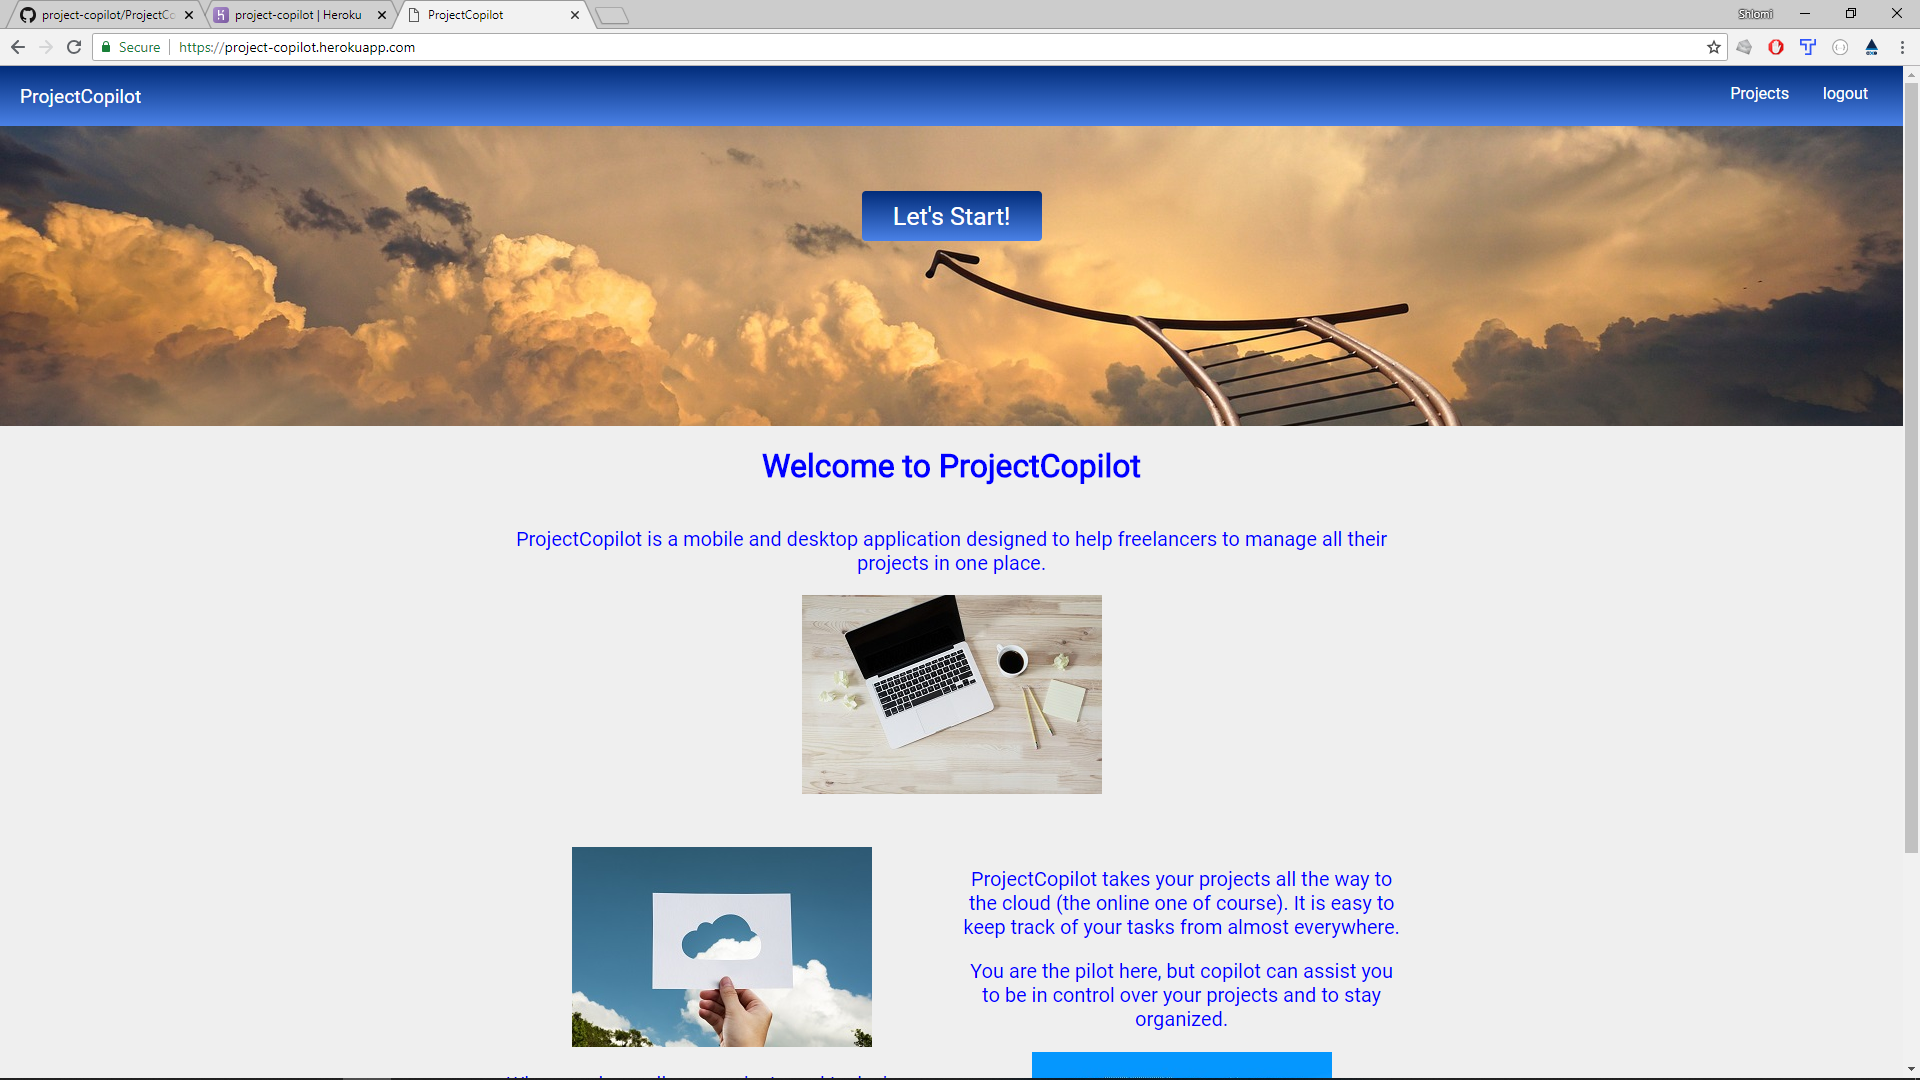 project-copilot/ProjectCo
project-copilot | Heroku
ProjectCopilot
Shlomi
Secure
https://project-copilot.herokuapp.com
ProjectCopilot
Projects
logout
Let's Start!
Welcome to ProjectCopilot
ProjectCopilot is a mobile and desktop application designed to help freelancers to manage all their
projects in one place.
ProjectCopilot takes your projects all the way to
the cloud (the online one of course). It is easy to
keep track of your tasks from almost everywhere.
You are the pilot here, but copilot can assist you
to be in control over your projects and to stay
organized.